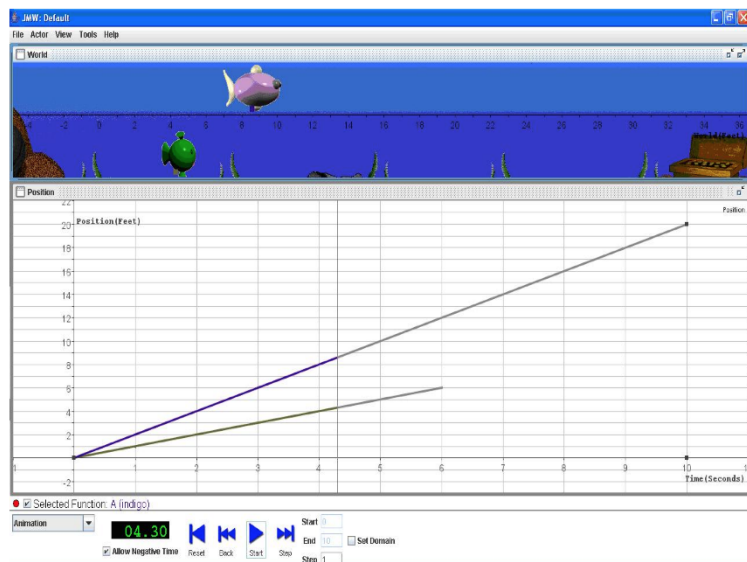 JMW: Default
File Actor View Tools Help
World
-4 -2 0 2 4 6 8 10 12 14 16 18 20 22 24 26 28 30 32 34 36
World(Feet)
Position
22
Position(Feet)
Position
20
18
16
14
12
10
8
6
4
2
-2
1 1 2 3 4 5 6 7 8 9 10 1
Time(Seconds)
Selected Function: A (indigo)
Animation
04.30
Allow Negative Time
Reset Back Start Step
Start 0
End 10
Set Domain
Step 1